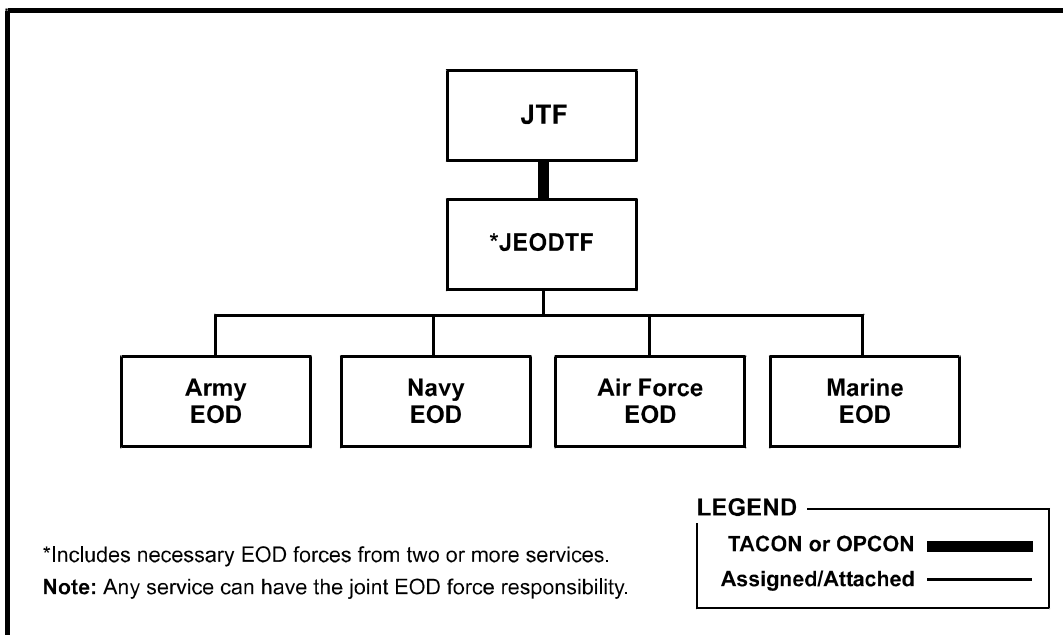 JTF
*JEODTF
Army
EOD
Navy
EOD
Air Force
EOD
Marine
EOD
*Includes necessary EOD forces from two or more services.
Note: Any service can have the joint EOD force responsibility.
LEGEND
TACON or OPCON
Assigned/Attached